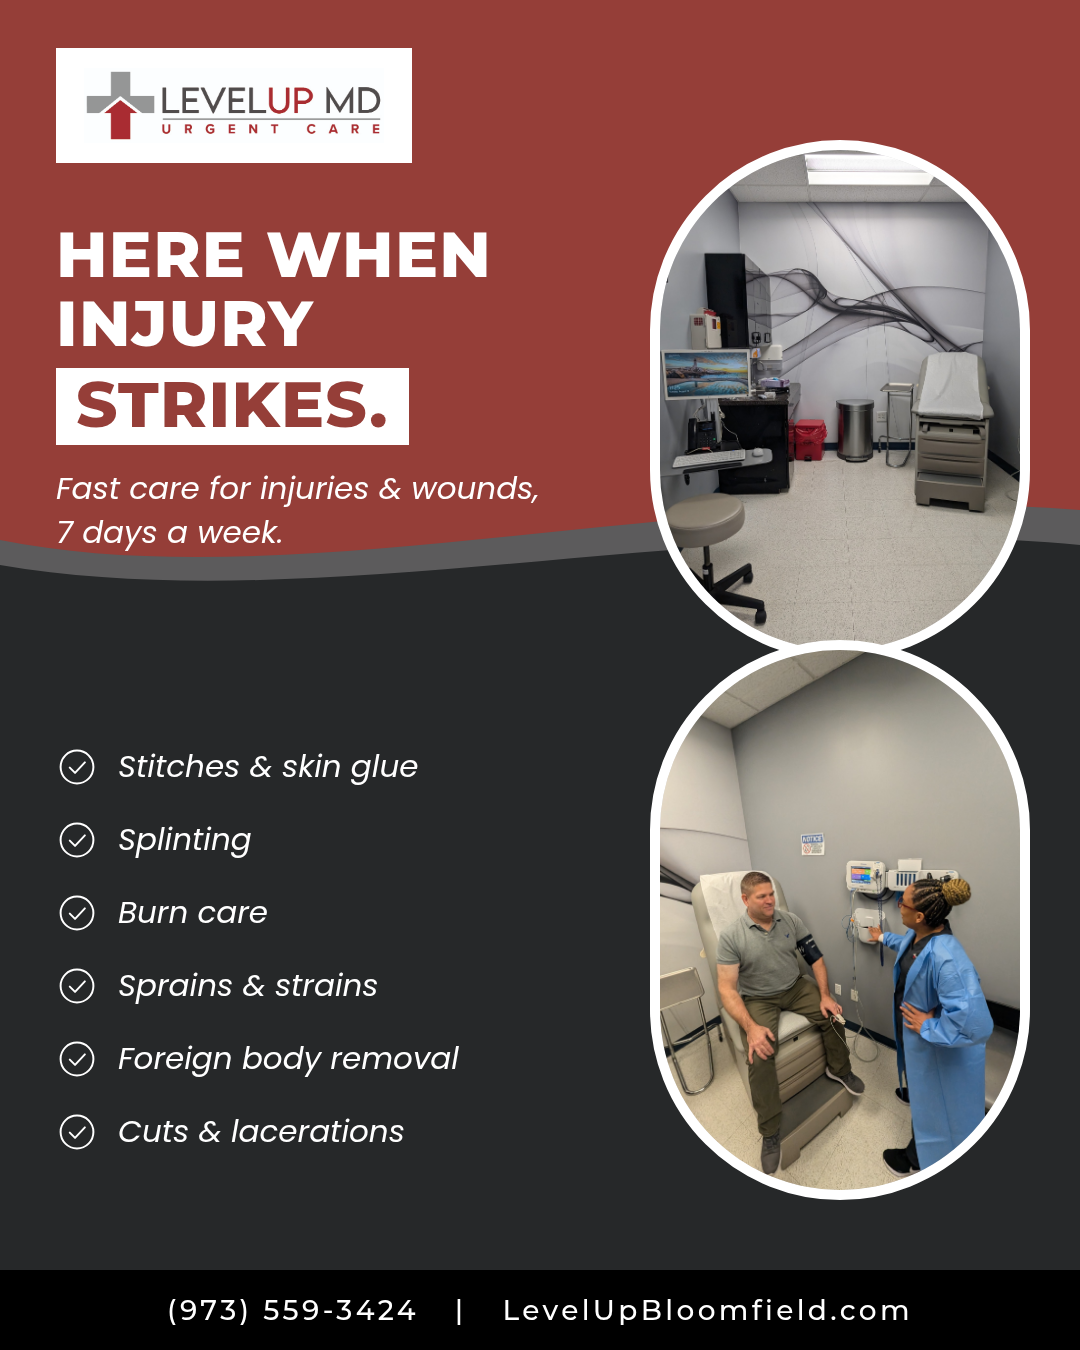 LEVELUP MD
URGENT CARE
HERE WHEN
INJURY
STRIKES.
Fast care for injuries & wounds,
7 days a week.
Stitches & skin glue
Splinting
Burn care
Sprains & strains
Foreign body removal
Cuts & lacerations
NOTICE
(973) 559-3424 | LevelUpBloomfield.com